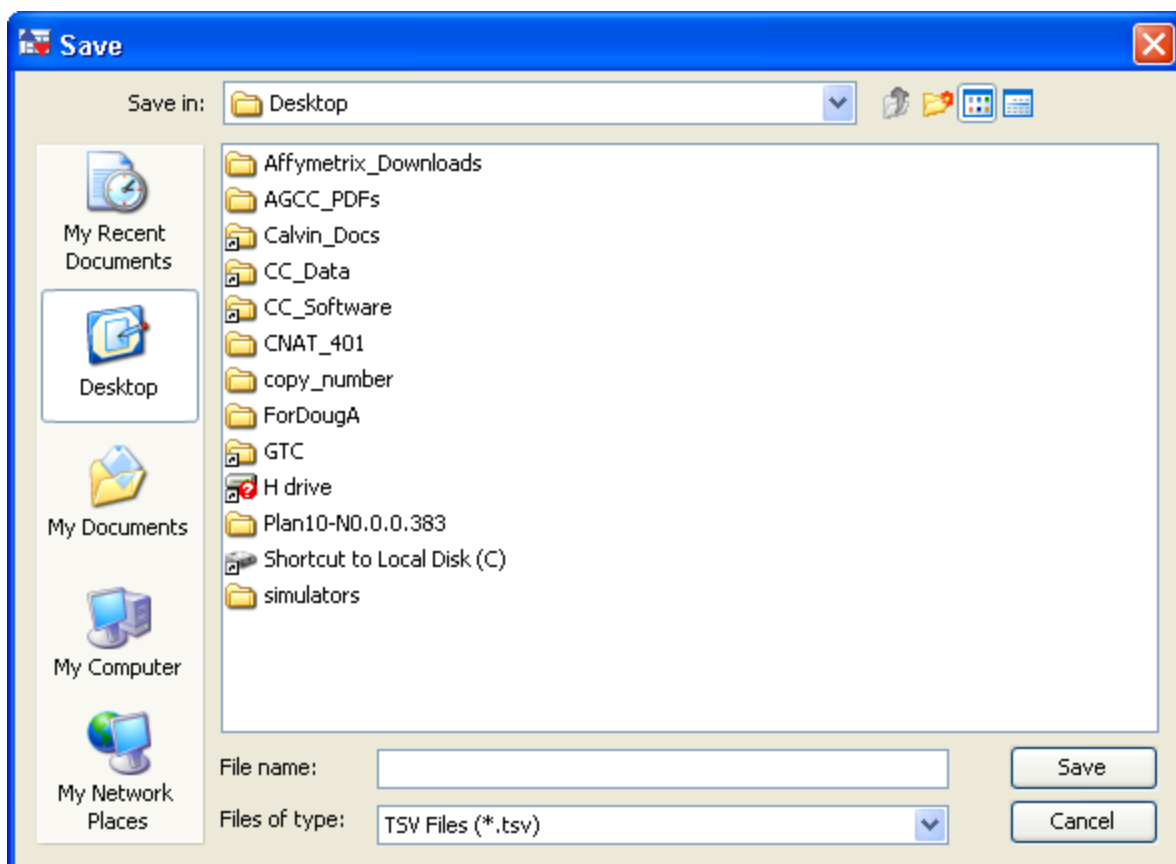 Save
Save in:
Desktop
My Recent
Documents
Desktop
My Documents
My Computer
My Network
Places
Affymetrix_Downloads
AGCC_PDFs
Calvin_Docs
CC_Data
CC_Software
CNAT_401
copy_number
ForDougA
GTC
H drive
Plan10-N0.0.0.383
Shortcut to Local Disk (C)
simulators
File name:
Save
Files of type:
TSV Files (*.tsv)
Cancel